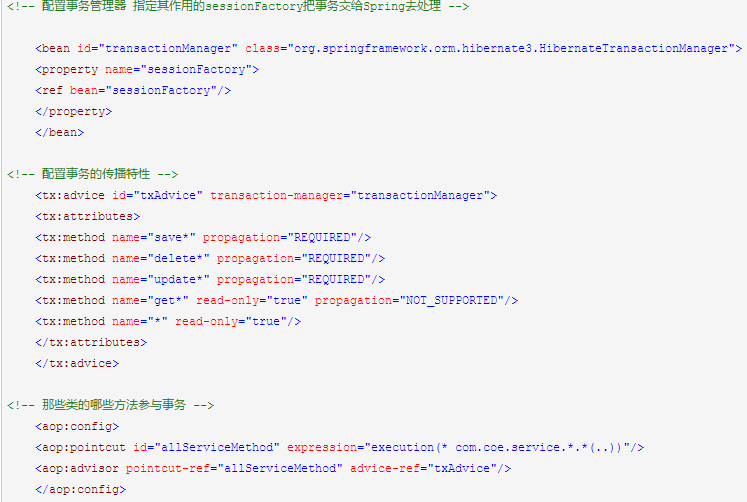 <!-- 配置事务管理器 指定其作用的sessionFactory把事务交给Spring去处理 -->
<bean id="transactionManager" class="org.springframework.orm.hibernate3.HibernateTransactionManager">
<property name="sessionFactory">
<ref bean="sessionFactory"/>
</property>
</bean>
<!-- 配置事务的传播特性 -->
<tx:advice id="txAdvice" transaction-manager="transactionManager">
<tx:attributes>
<tx:method name="save*" propagation="REQUIRED"/>
<tx:method name="delete*" propagation="REQUIRED"/>
<tx:method name="update*" propagation="REQUIRED"/>
<tx:method name="get*" read-only="true" propagation="NOT_SUPPORTED"/>
<tx:method name="*" read-only="true"/>
</tx:attributes>
</tx:advice>
<!-- 那些类的哪些方法参与事务 -->
<aop:config>
<aop:pointcut id="allServiceMethod" expression="execution(* com.coe.service.*.*(..))"/>
<aop:advisor pointcut-ref="allServiceMethod" advice-ref="txAdvice"/>
</aop:config>